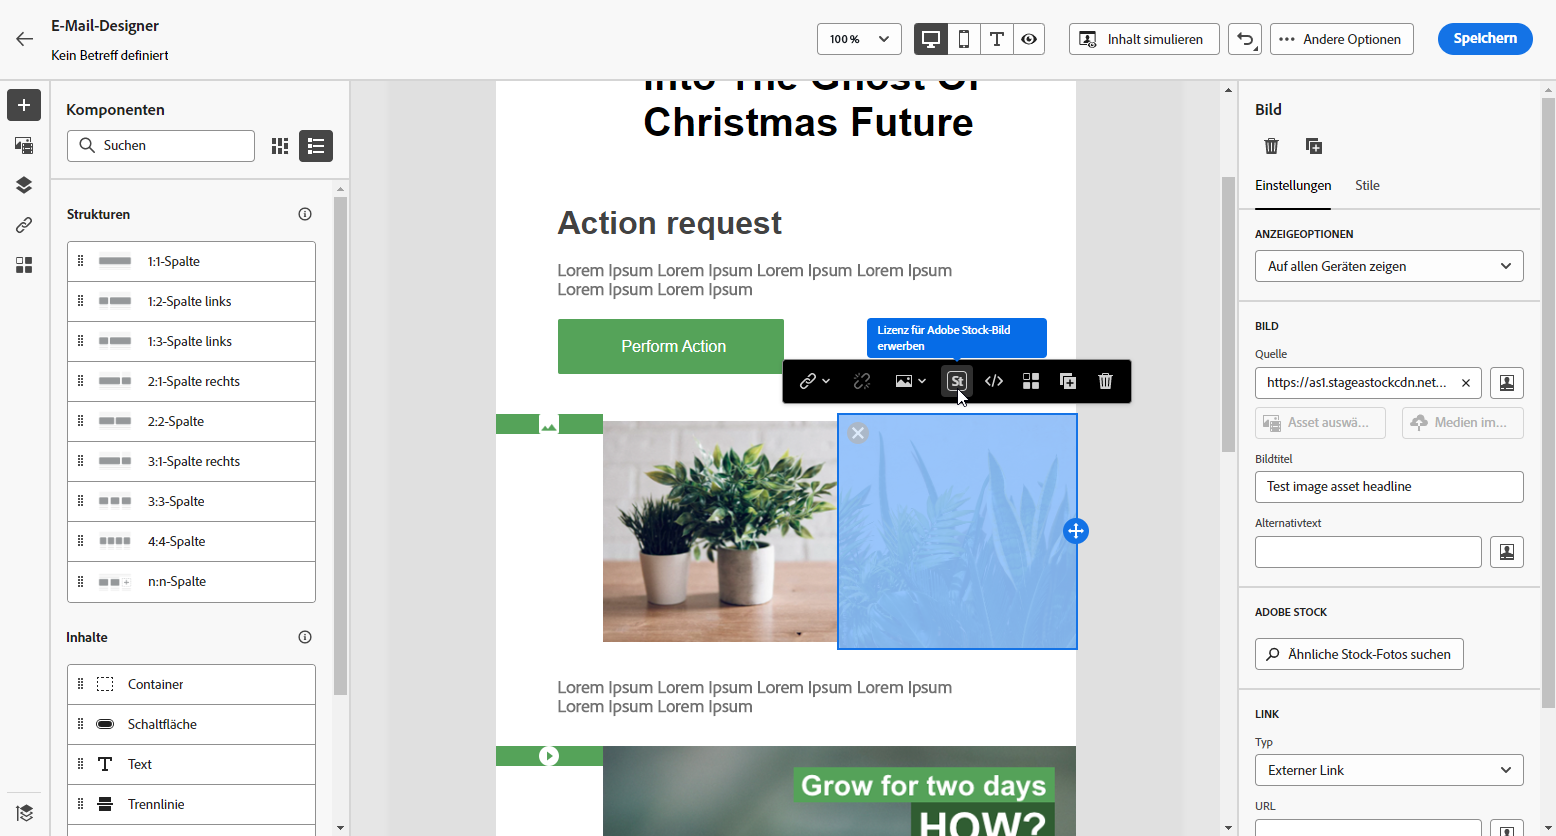 E-Mail-Designer
Kein Betreff definiert
100 %
Inhalt simulieren
Andere Optionen
Speichern
Komponenten
Suchen
Strukturen
1:1-Spalte
1:2-Spalte links
1:3-Spalte links
2:1-Spalte rechts
2:2-Spalte
3:1-Spalte rechts
3:3-Spalte
4:4-Spalte
n:n-Spalte
Inhalte
Container
Schaltfläche
Text
Trennlinie
Into The Ghost Of
Christmas Future
Action request
Lorem Ipsum Lorem Ipsum Lorem Ipsum Lorem Ipsum
Lorem Ipsum Lorem Ipsum
Perform Action
Lizenz für Adobe Stock-Bild
erwerben
St
Lorem Ipsum Lorem Ipsum Lorem Ipsum Lorem Ipsum
Lorem Ipsum Lorem Ipsum
Grow for two days
HOW?
Bild
Einstellungen
Stile
ANZEIGEOPTIONEN
Auf allen Geräten zeigen
BILD
Quelle
https://as1.stageastockcdn.net...
Asset auswä...
Medien im...
Bildtitel
Test image asset headline
Alternativtext
ADOBE STOCK
Ähnliche Stock-Fotos suchen
LINK
Typ
Externer Link
URL